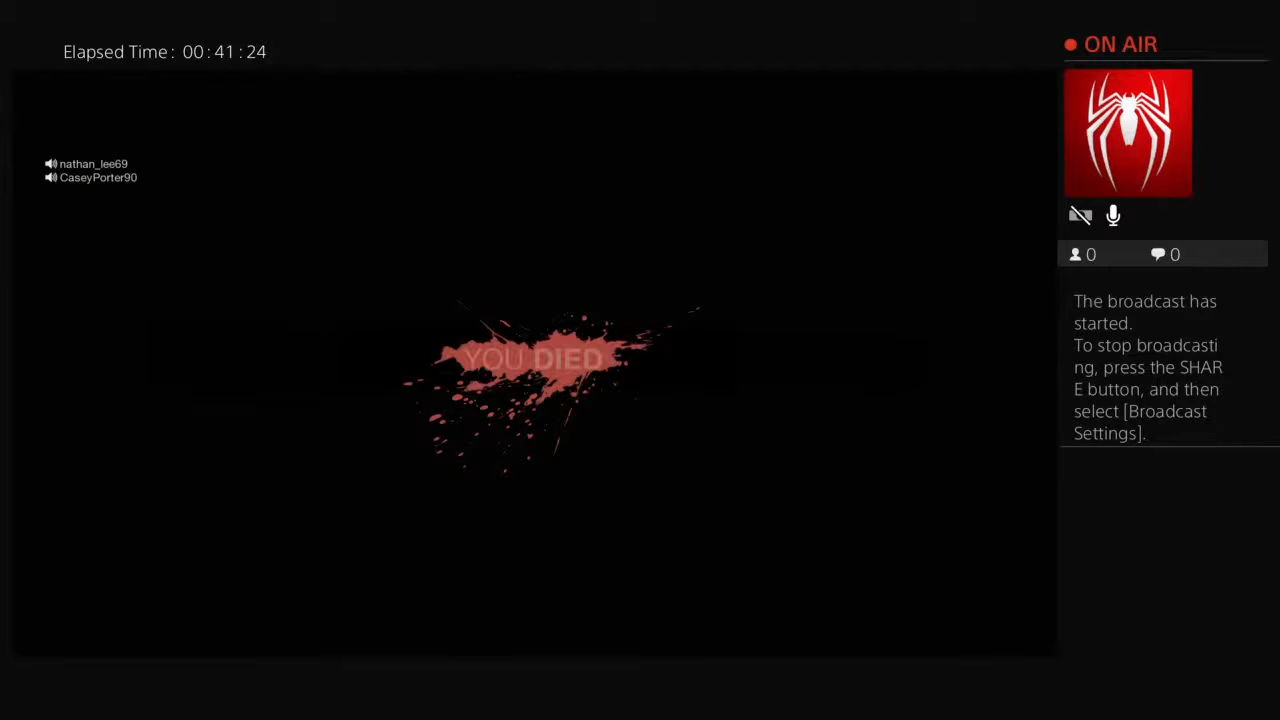 Elapsed Time: 00:41:24
ON AIR
nathan_lee69
CaseyPorter90
0
0
YOU DIED
The broadcast has
started.
To stop broadcasti
ng, press the SHAR
E button, and then
select [Broadcast
Settings].